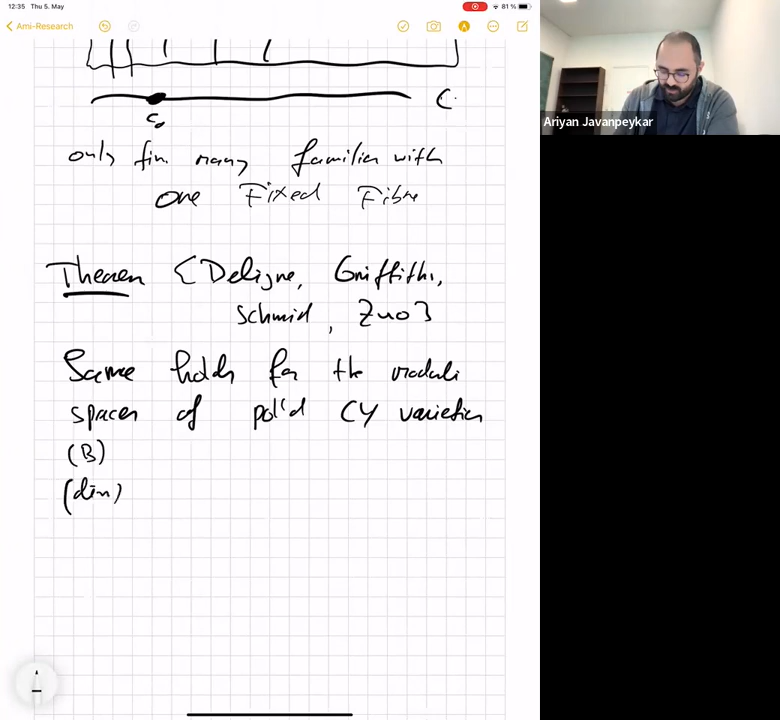 12:35 Thu 5. May
81 %
Ami-Research
C
c₀
only fin. many families with
one Fixed Fibre
Theorem {Deligne, Griffiths,
Schmid, Zuo}
Same holds for the moduli
spaces of pol'd CY varieties
(B)
(dim)
Ariyan Javanpeykar